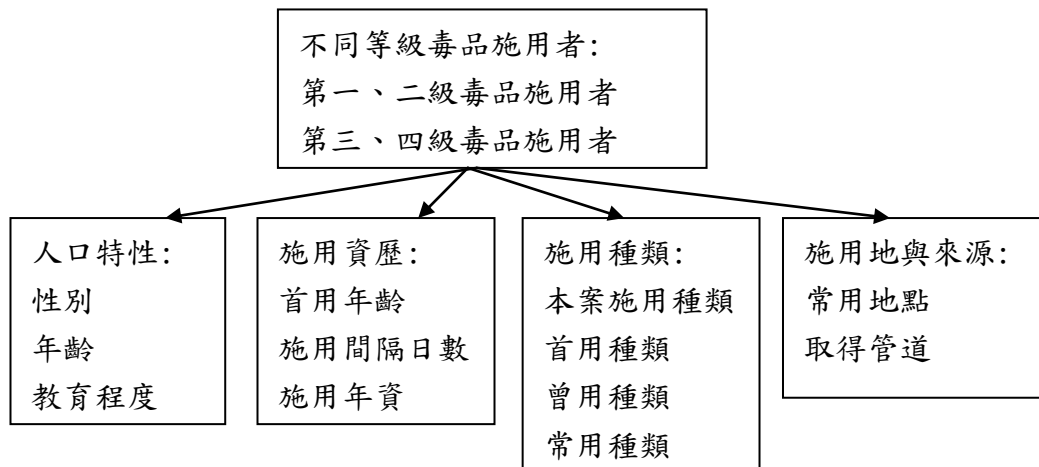 不同等級毒品施用者:
第一、二級毒品施用者
第三、四級毒品施用者
人口特性:
性別
年齡
教育程度
施用資歷:
首用年齡
施用間隔日數
施用年資
施用種類:
本案施用種類
首用種類
曾用種類
常用種類
施用地與來源:
常用地點
取得管道